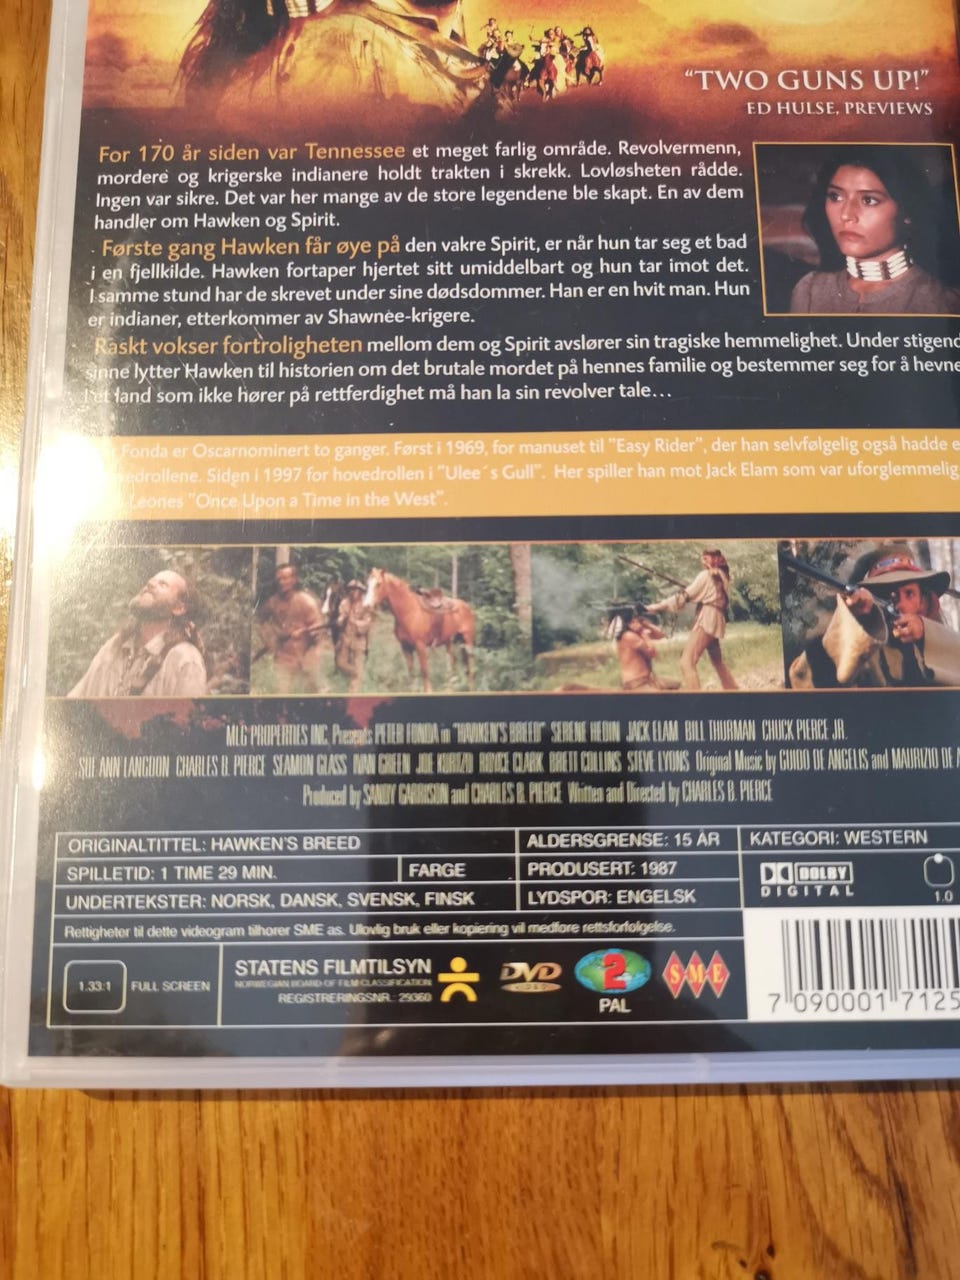 “TWO GUNS UP!”
ED HULSE, PREVIEWS
For 170 år siden var Tennessee et meget farlig område. Revolvermenn,
mordere og krigerske indianere holdt trakten i skrekk. Lovløsheten rådde.
Ingen var sikre. Det var her mange av de store legendene ble skapt. En av dem
handler om Hawken og Spirit.
Første gang Hawken får øye på den vakre Spirit, er når hun tar seg et bad
i en fjellkilde. Hawken fortaper hjertet sitt umiddelbart og hun tar imot det.
I samme stund har de skrevet under sine dødsdommer. Han er en hvit man. Hun
er indianer, etterkommer av Shawnee-krigere.
Raskt vokser fortroligheten mellom dem og Spirit avslører sin tragiske hemmelighet. Under stigend
sinne lytter Hawken til historien om det brutale mordet på hennes familie og bestemmer seg for å hevne
I et land som ikke hører på rettferdighet må han la sin revolver tale...
Fonda er Oscarnominert to ganger. Først i 1969, for manuset til ”Easy Rider”, der han selvfølgelig også hadde e
edrollene. Siden i 1997 for hovedrollen i ”Ulee´s Gull”. Her spiller han mot Jack Elam som var uforglemmelig
Leones ”Once Upon a Time in the West”.
MLG PROPERTIES INC. Presents PETER FONDA in "HAWKEN'S BREED" SERENE HEDIN JACK ELAM BILL THURMAN CHUCK PIERCE JR.
SUE ANN LANGDON CHARLES B. PIERCE SEAMON GLASS IVAN GREEN JOE KURIZO ROYCE CLARK BRETT COLLINS STEVE LYONS Original Music by GUIDO DE ANGELIS and MAURIZIO DE A
Produced by SANDY GARRISON and CHARLES B. PIERCE Written and Directed by CHARLES B. PIERCE
ORIGINALTITTEL: HAWKEN'S BREED
ALDERSGRENSE: 15 ÅR
KATEGORI: WESTERN
SPILLETID: 1 TIME 29 MIN.
FARGE
PRODUSERT: 1987
DOLBY
DIGITAL
1.0
UNDERTEKSTER: NORSK, DANSK, SVENSK, FINSK
LYDSPOR: ENGELSK
Rettigheter til dette videogram tilhorer SME as. Ulovlig bruk eller kopiering vil medføre rettsforfølgelse.
1.33:1
FULL SCREEN
STATENS FILMTILSYN
NORWEGIAN BOARD OF FILM CLASSIFICATION
REGISTRERINGSNR. 29360
DVD
VIDEO
2
PAL
S-M-E
7 090001 7125